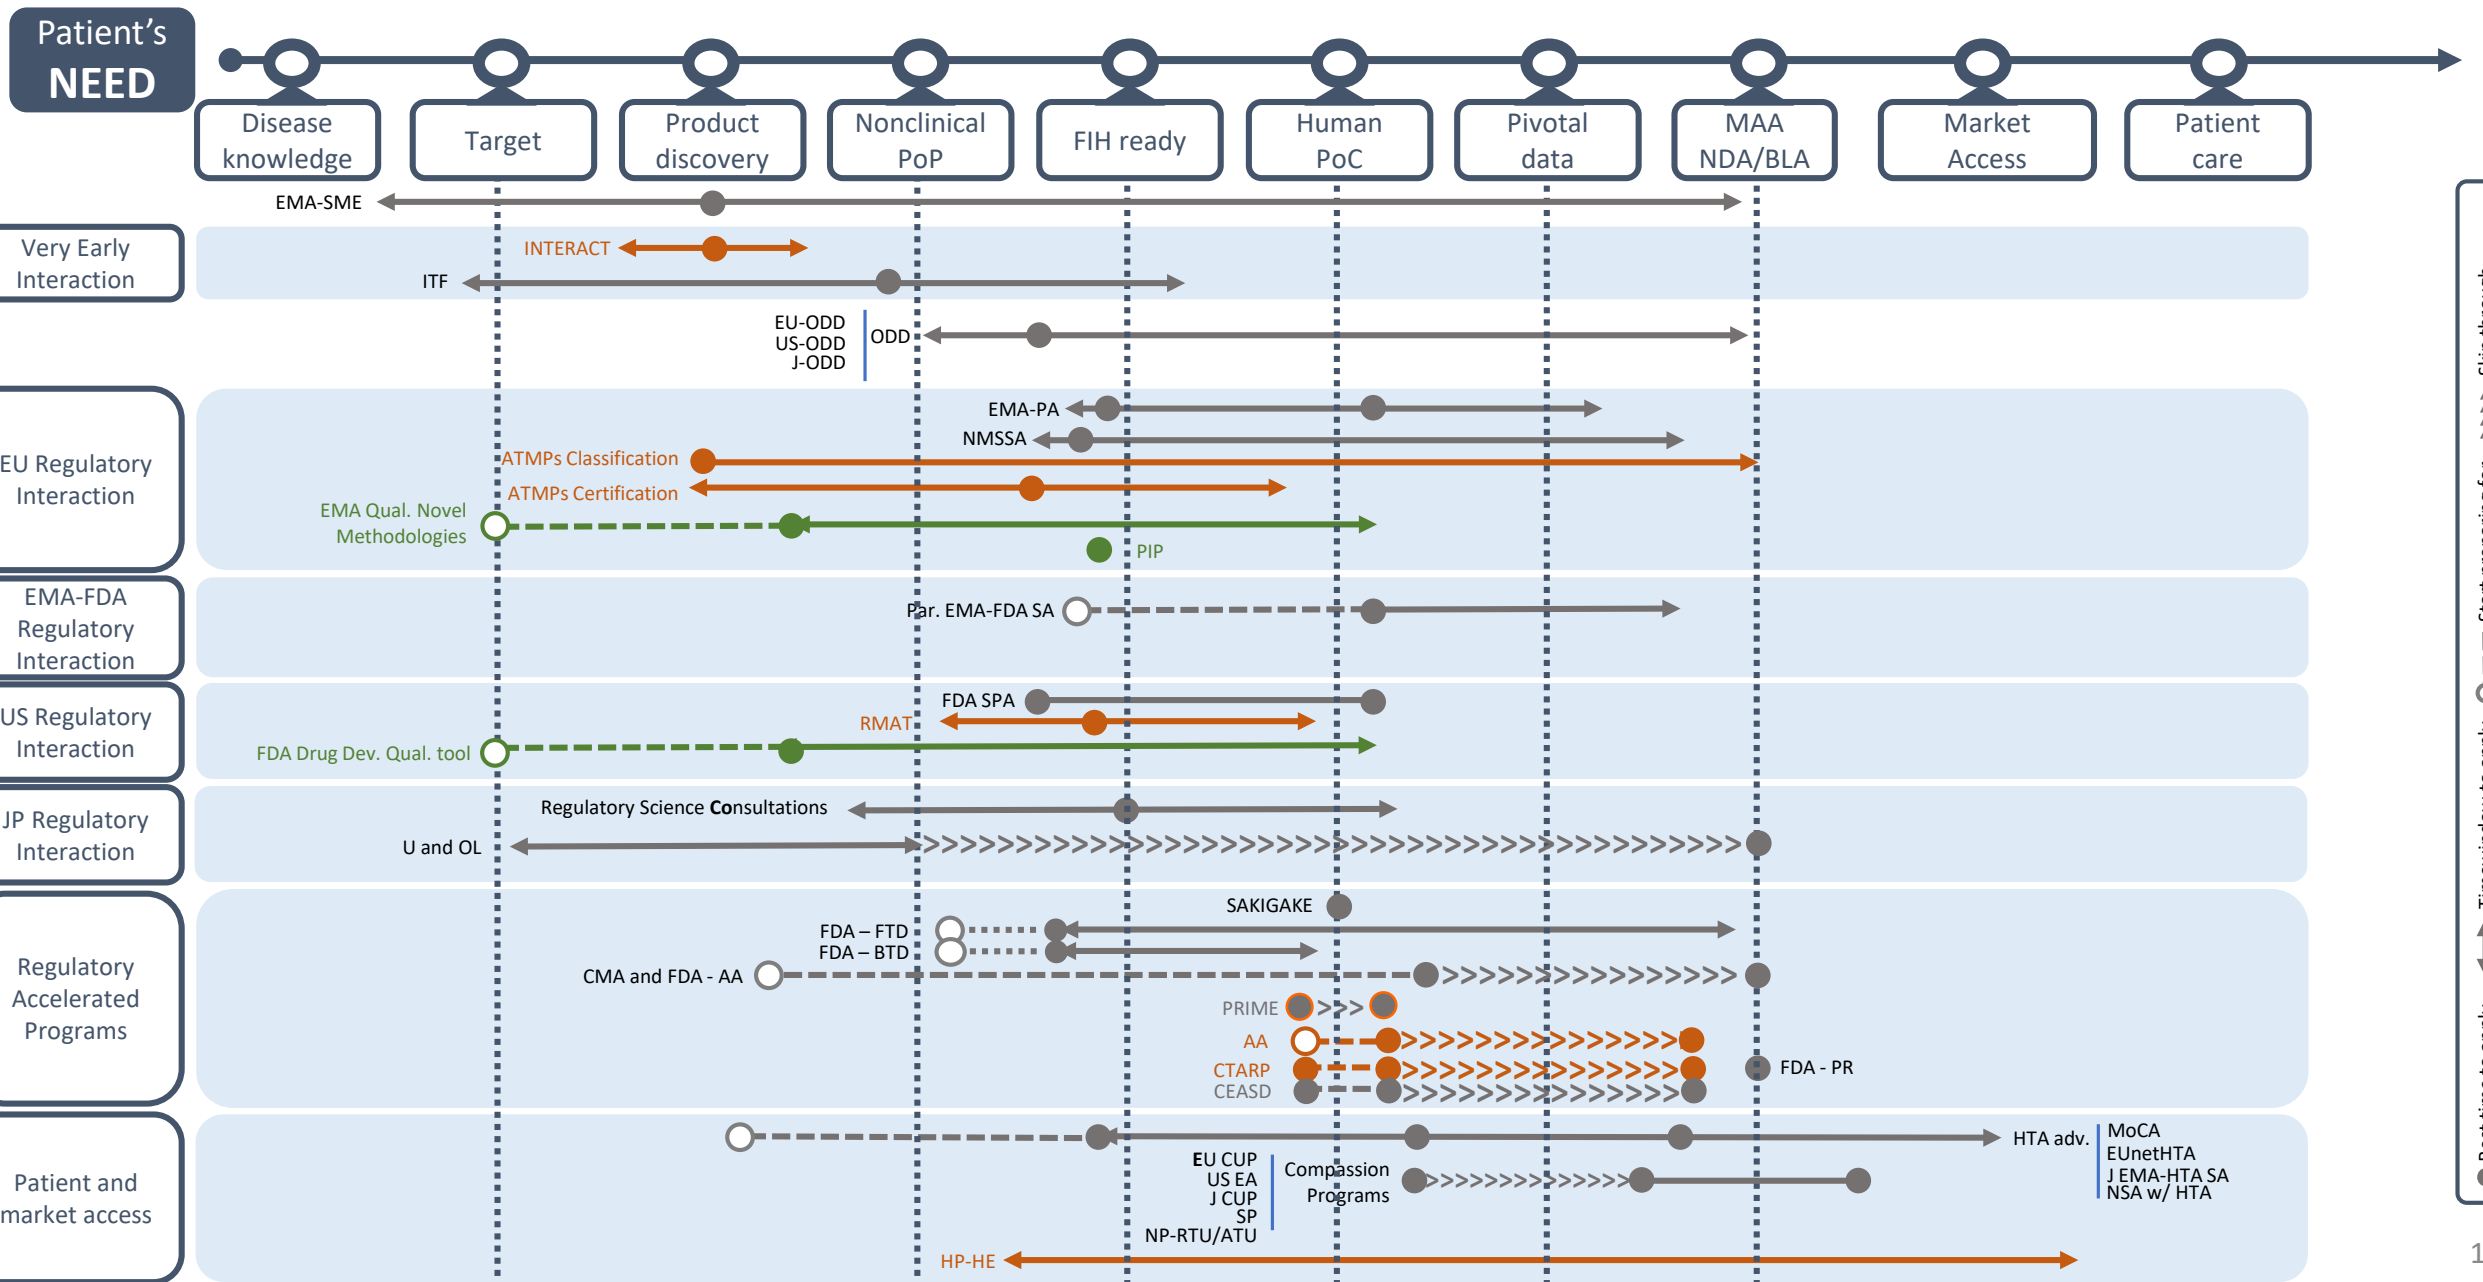 Patient's
NEED
Disease
knowledge
Target
Product
discovery
Nonclinical
PoP
FIH ready
Human
PoC
Pivotal
data
MAA
NDA/BLA
Market
Access
Patient
care
EMA-SME
Very Early
Interaction
INTERACT
ITF
EU-ODD
US-ODD
J-ODD
ODD
EU Regulatory
Interaction
EMA-PA
NMSSA
ATMPs Classification
ATMPs Certification
EMA Qual. Novel
Methodologies
PIP
EMA-FDA
Regulatory
Interaction
Par. EMA-FDA SA
US Regulatory
Interaction
FDA SPA
RMAT
FDA Drug Dev. Qual. tool
JP Regulatory
Interaction
Regulatory Science Consultations
U and OL
Regulatory
Accelerated
Programs
SAKIGAKE
FDA – FTD
FDA – BTD
CMA and FDA - AA
PRIME
AA
CTARP
CEASD
FDA - PR
Patient and
market access
HTA adv.
MoCA
EUnetHTA
J EMA-HTA SA
NSA w/ HTA
EU CUP
US EA
J CUP
SP
NP-RTU/ATU
Compassion
Programs
HP-HE
1